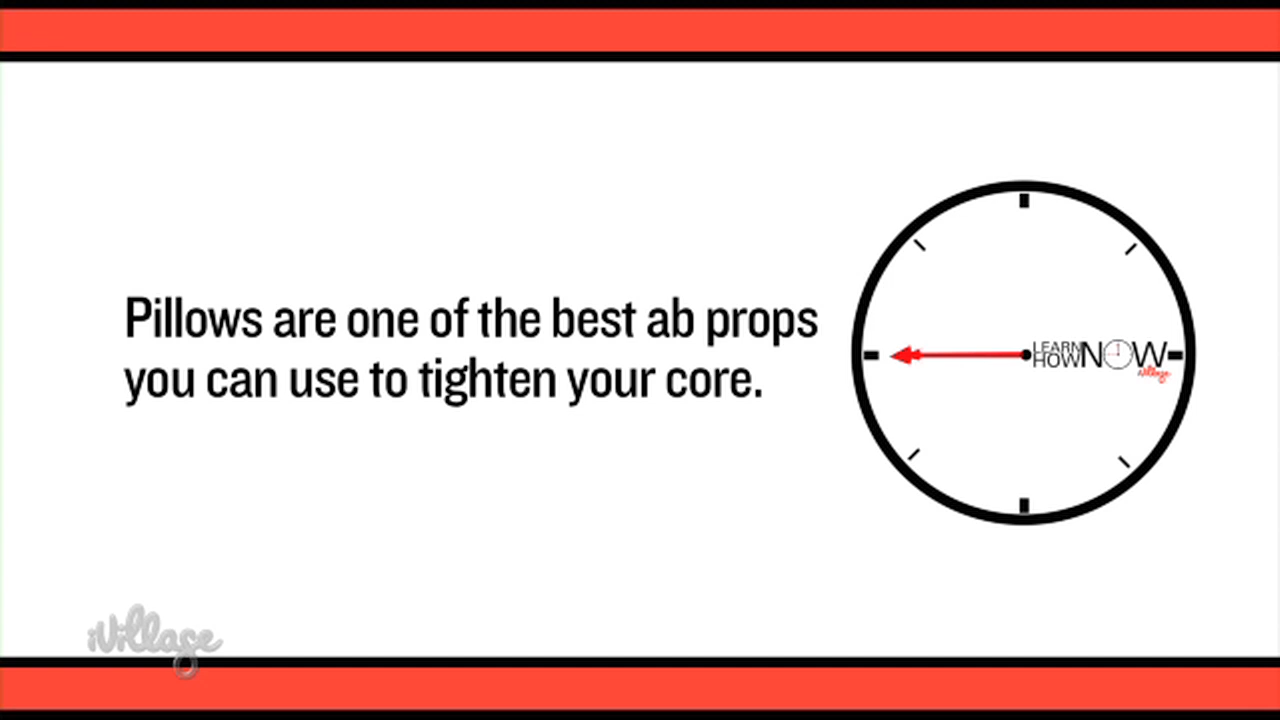 Pillows are one of the best ab props
you can use to tighten your core.
LEARN
HOW NOW
iVillage
iVillage